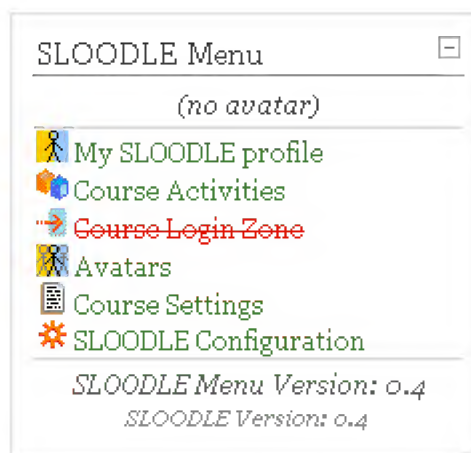 SLOODLE Menu
(no avatar)
My SLOODLE profile
Course Activities
Course Login Zone
Avatars
Course Settings
SLOODLE Configuration
SLOODLE Menu Version: 0.4
SLOODLE Version: 0.4